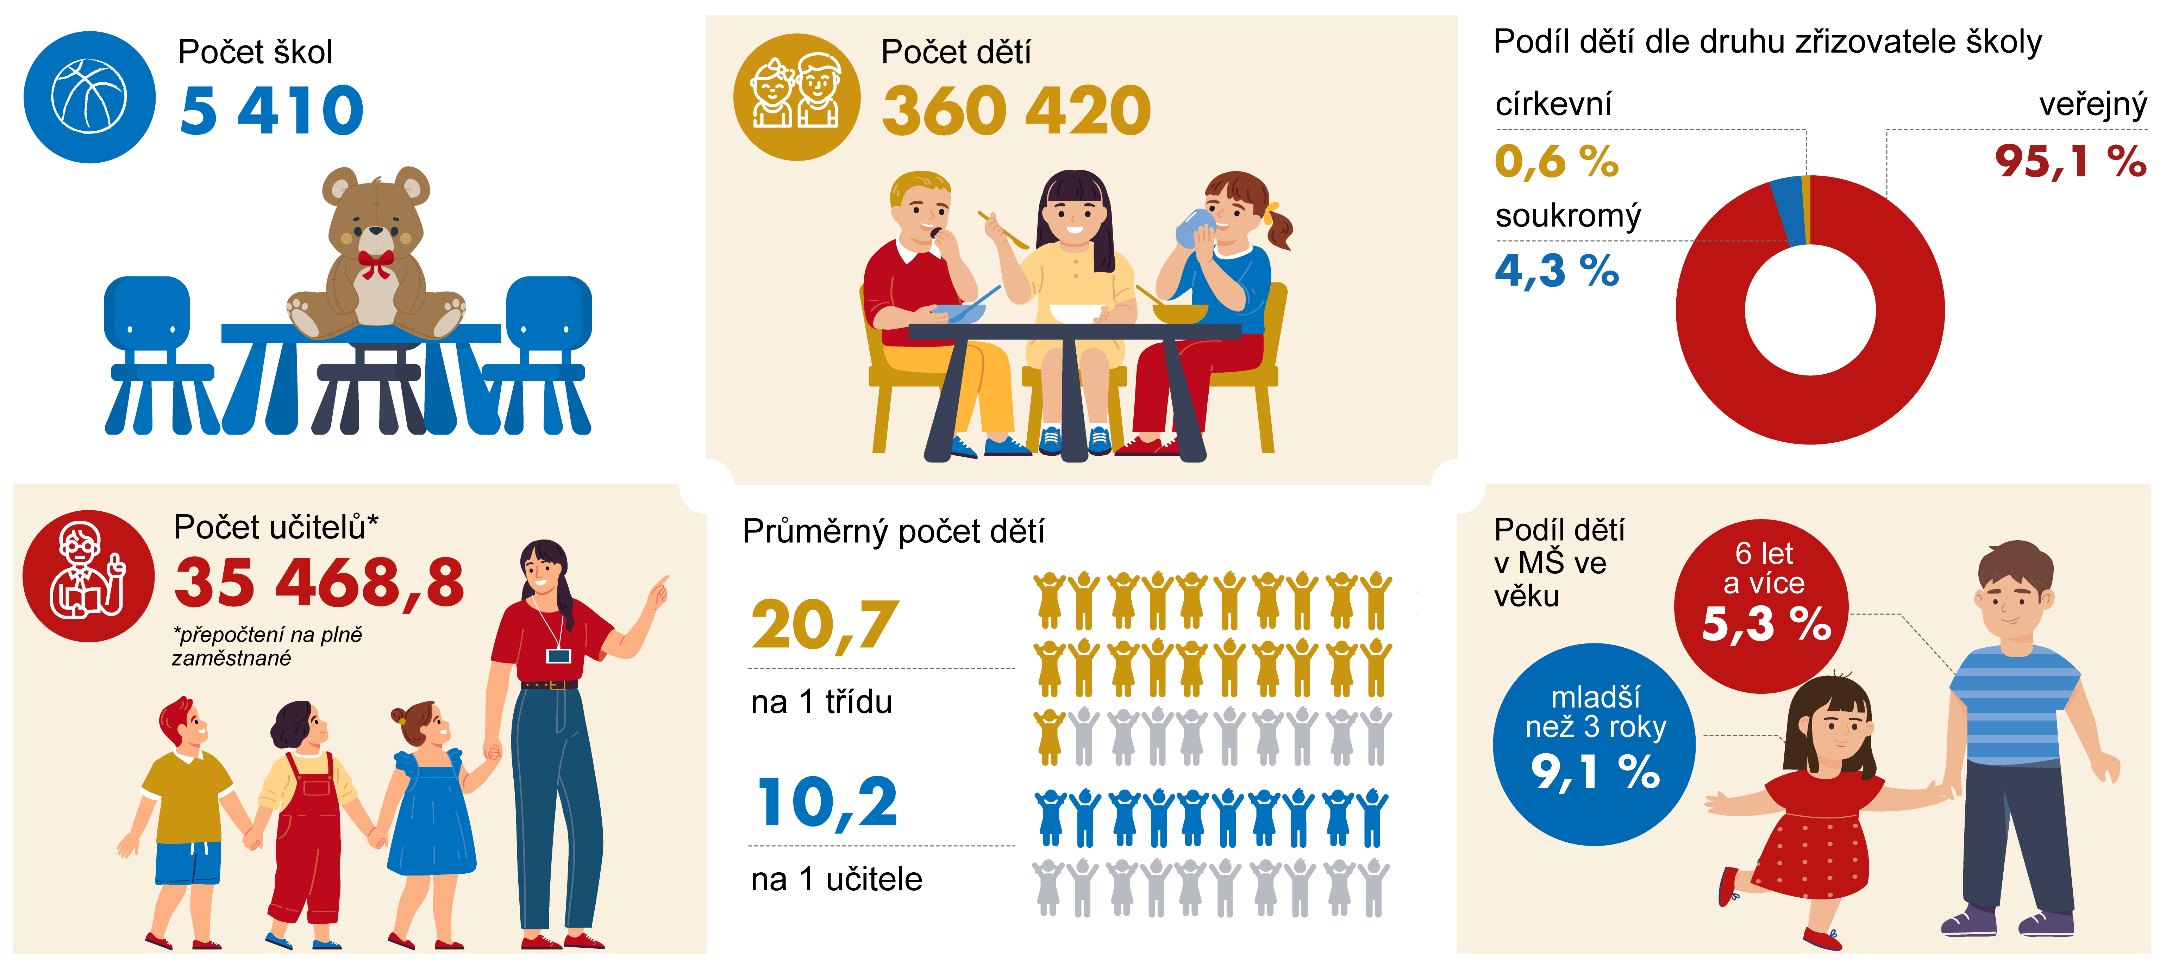 Počet škol
5 410
Počet dětí
360 420
Podíl dětí dle druhu zřizovatele školy
církevní
0,6 %
soukromý
4,3 %
veřejný
95,1 %
Počet učitelů*
35 468,8
*přepočtení na plně
zaměstnané
Průměrný počet dětí
20,7
na 1 třídu
10,2
na 1 učitele
Podíl dětí
v MŠ ve
věku
6 let
a více
5,3 %
mladší
než 3 roky
9,1 %